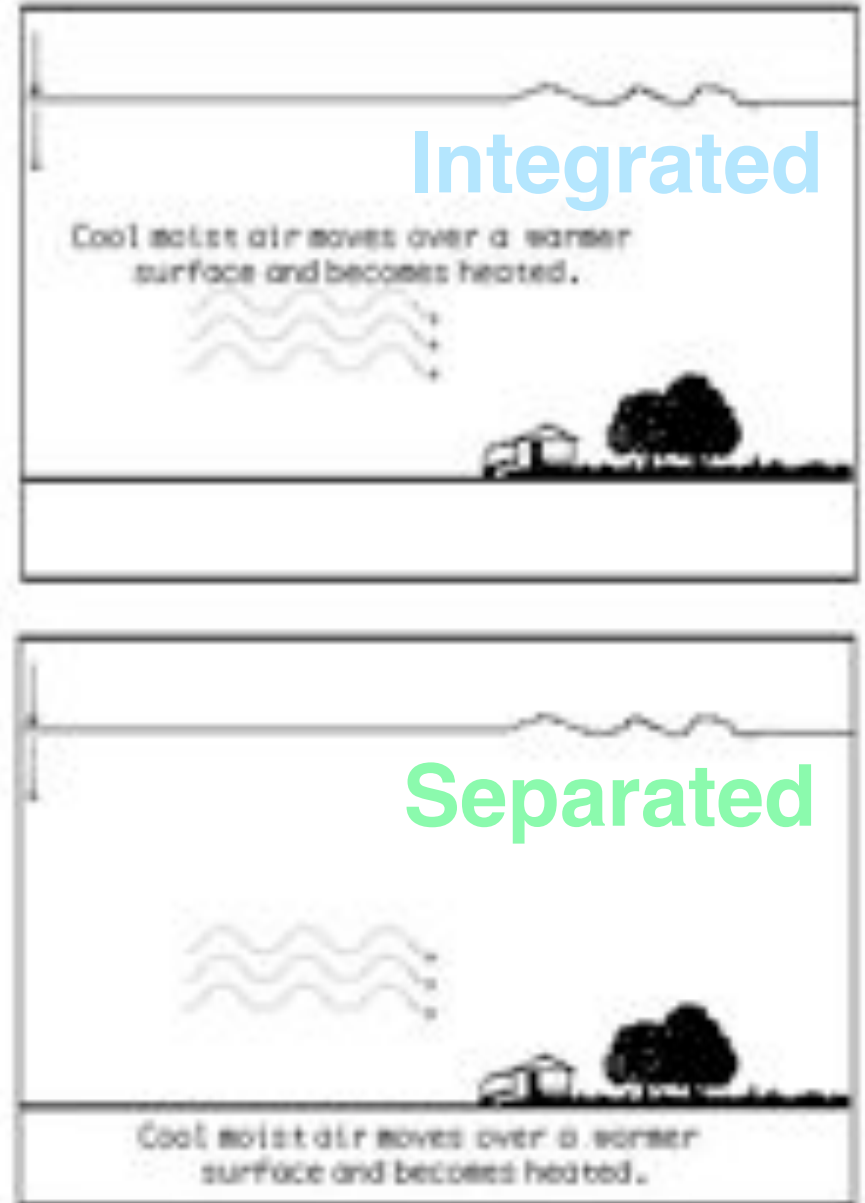 Integrated
Cool moist air moves over a warmer
surface and becomes heated.
Separated
Cool moist air moves over a warmer
surface and becomes heated.